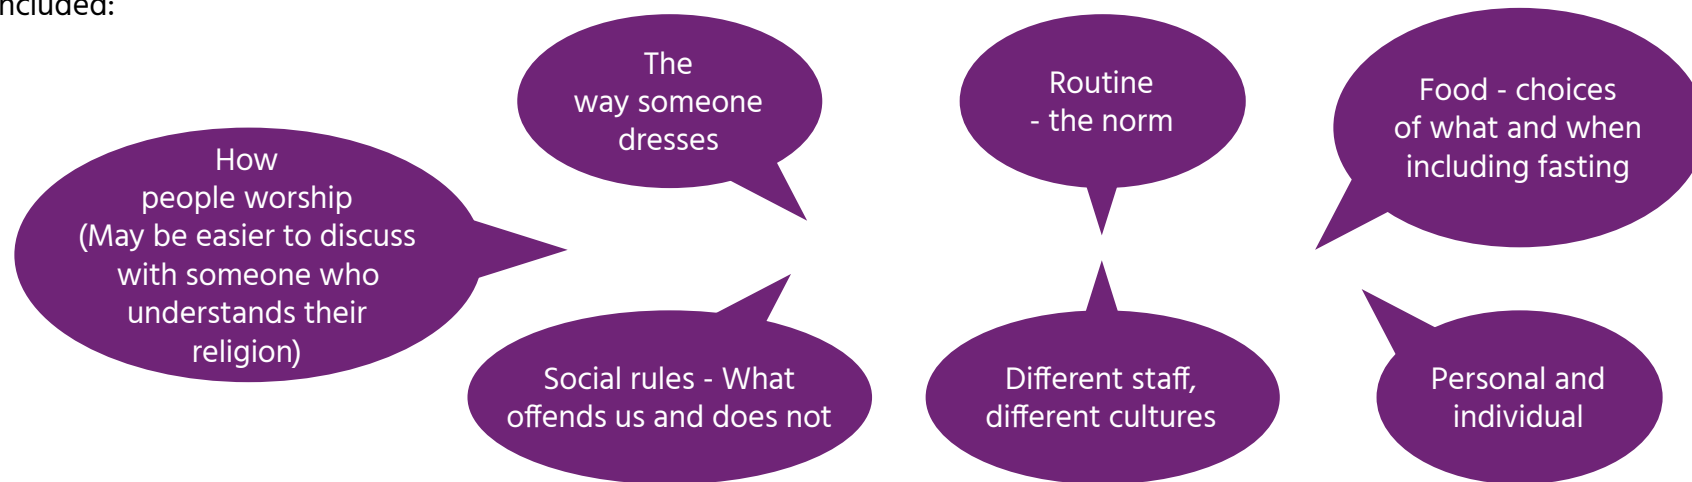 included:
How
people worship
(May be easier to discuss
with someone who
understands their
religion)
The
way someone
dresses
Routine
- the norm
Food - choices
of what and when
including fasting
Social rules - What
offends us and does not
Different staff,
different cultures
Personal and
individual